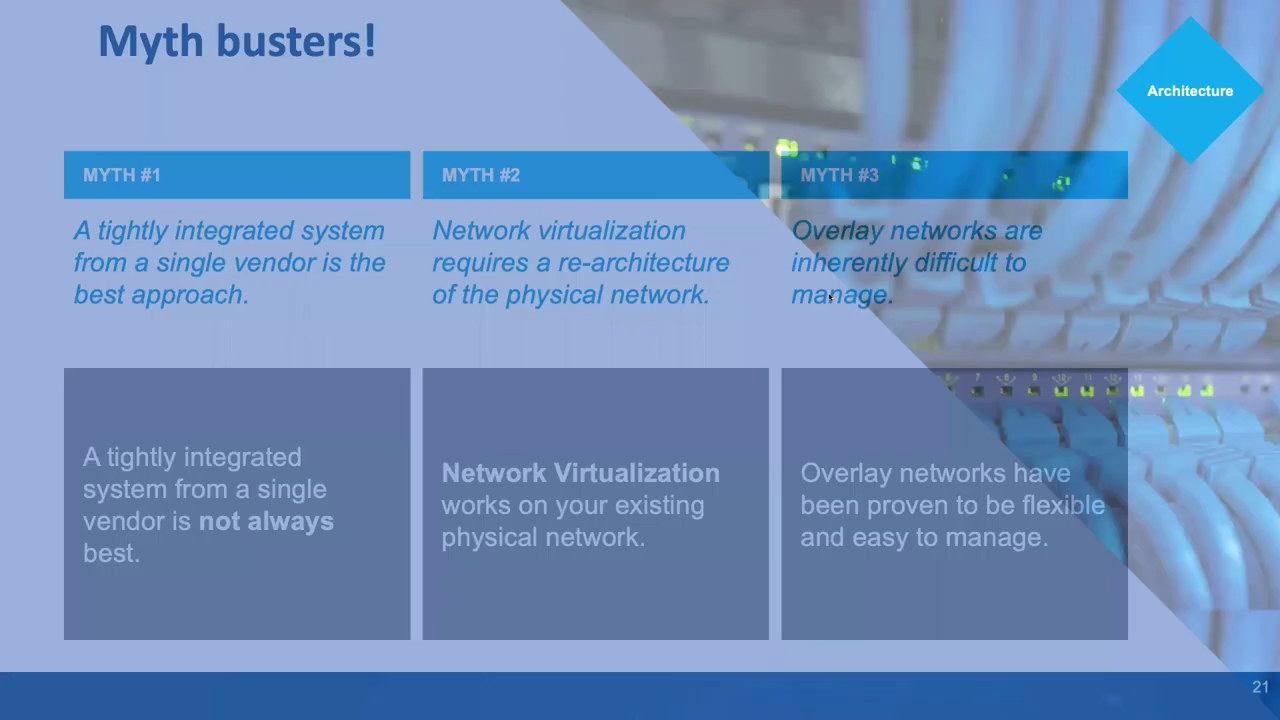 Myth busters!
Architecture
MYTH #1
A tightly integrated system
from a single vendor is the
best approach.
MYTH #2
Network virtualization
requires a re-architecture
of the physical network.
MYTH #3
Overlay networks are
inherently difficult to
manage.
A tightly integrated
system from a single
vendor is not always
best.
Network Virtualization
works on your existing
physical network.
Overlay networks have
been proven to be flexible
and easy to manage.
21